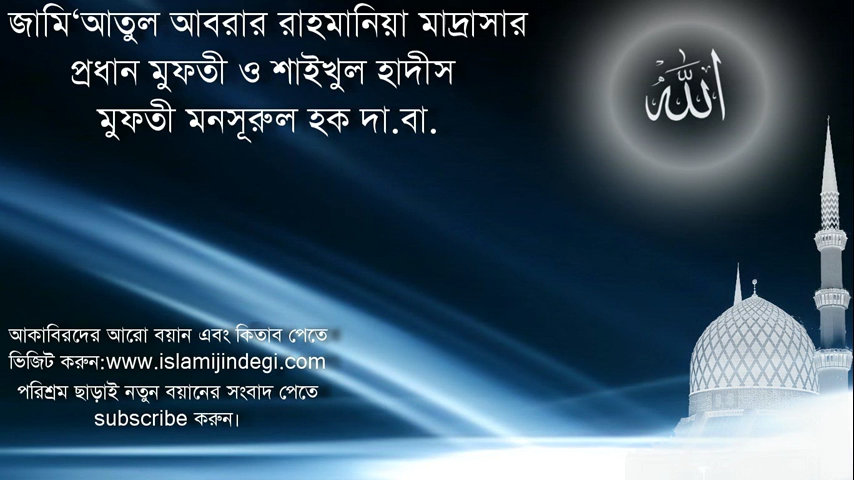 জামি‘আতুল আবরার রাহমানিয়া মাদ্রাসার
প্রধান মুফতী ও শাইখুল হাদীস
মুফতী মনসূরুল হক দা.বা.
الله
আকাবিরদের আরো বয়ান এবং কিতাব পেতে
ভিজিট করুন:www.islamijindegi.com
পরিশ্রম ছাড়াই নতুন বয়ানের সংবাদ পেতে
subscribe করুন।